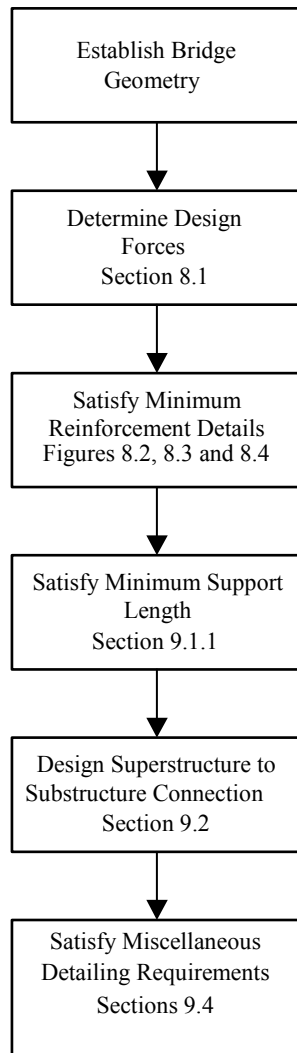 Establish Bridge
Geometry
Determine Design
Forces
Section 8.1
Satisfy Minimum
Reinforcement Details
Figures 8.2, 8.3 and 8.4
Satisfy Minimum Support
Length
Section 9.1.1
Design Superstructure to
Substructure Connection
Section 9.2
Satisfy Miscellaneous
Detailing Requirements
Sections 9.4